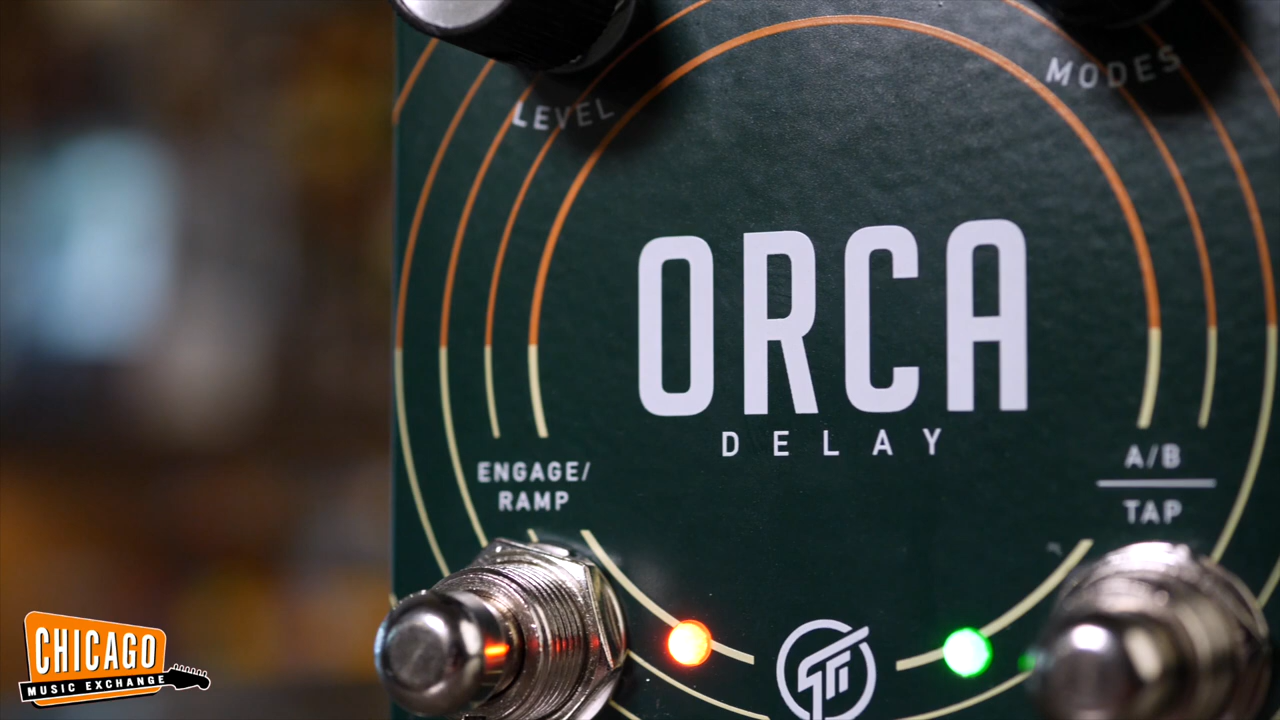 LEVEL
MODES
ORCA
DELAY
ENGAGE/
RAMP
A/B
TAP
CHICAGO
MUSIC EXCHANGE